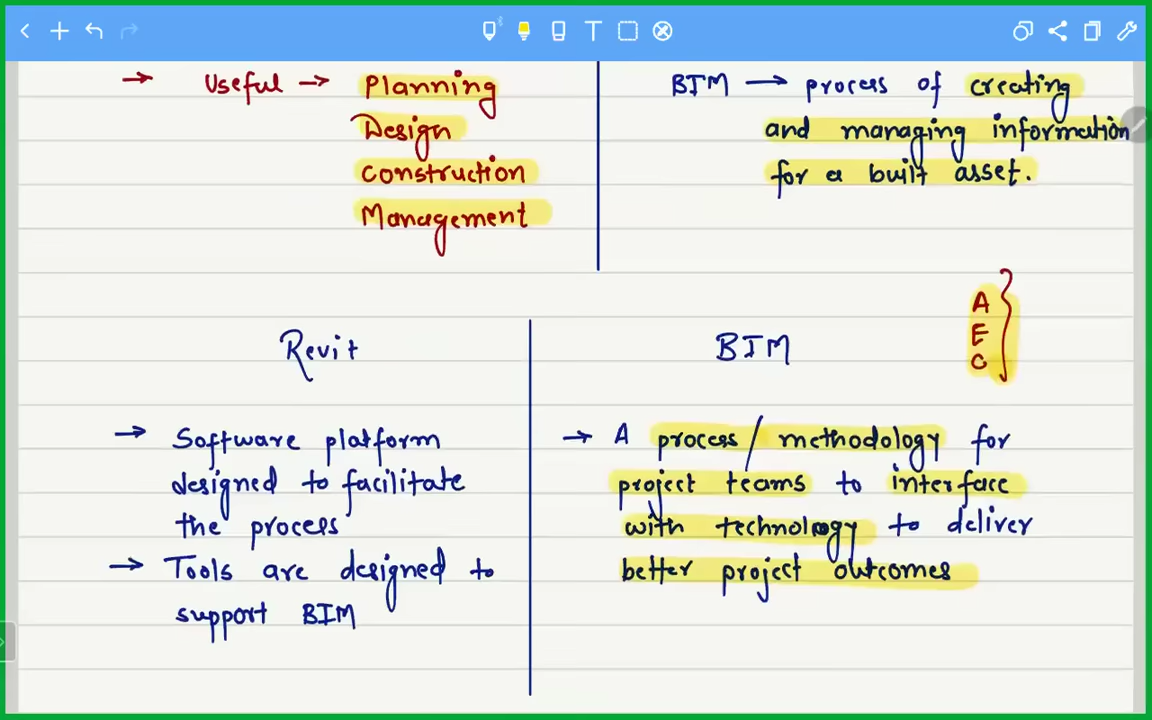 → Useful → Planning
Design
Construction
Management
BIM → process of creating
and managing information
for a built asset.
A
E
C
Revit
→ Software platform
designed to facilitate
the process
→ Tools are designed to
support BIM
BIM
→ A process / methodology for
project teams to interface
with technology to deliver
better project outcomes